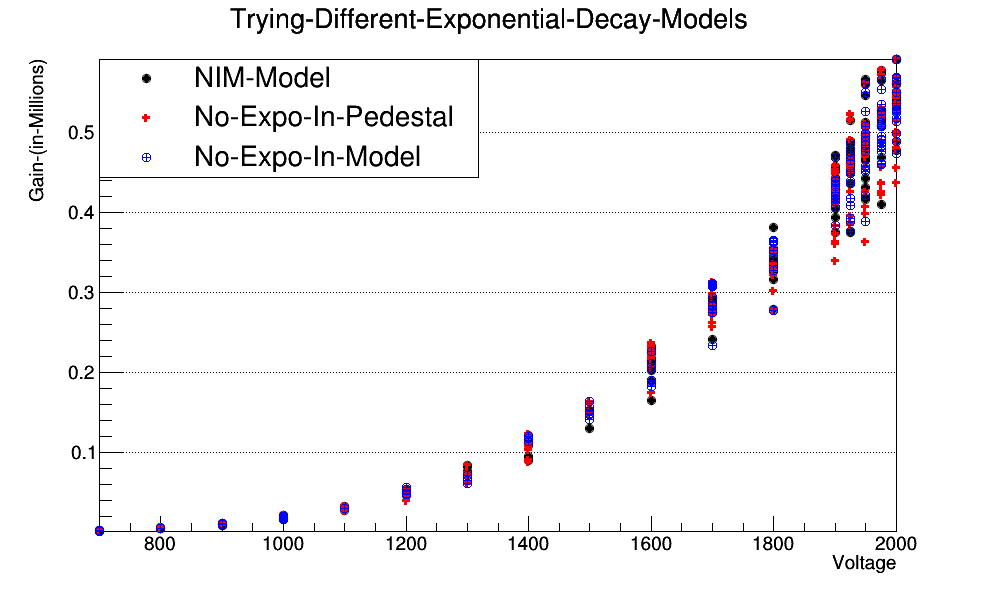 Trying-Different-Exponential-Decay-Models
Gain-(in-Millions)
NIM-Model
No-Expo-In-Pedestal
No-Expo-In-Model
0.5
0.4
0.3
0.2
0.1
800 1000 1200 1400 1600 1800 2000
Voltage